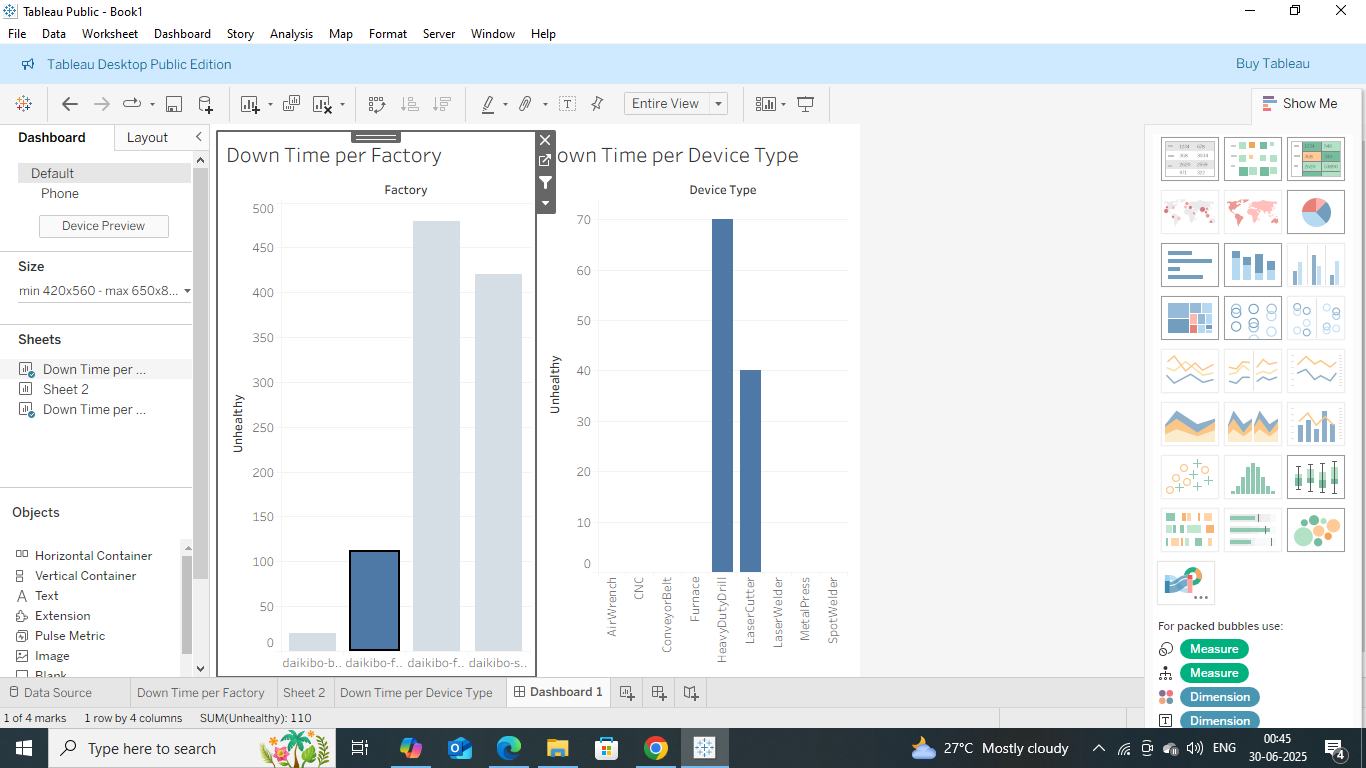 Tableau Public - Book1
File Data Worksheet Dashboard Story Analysis Map Format Server Window Help
Tableau Desktop Public Edition
Buy Tableau
Entire View
Show Me
Dashboard
Layout
Default
Phone
Device Preview
Size
min 420x560 - max 650x8...
Sheets
Down Time per ...
Sheet 2
Down Time per ...
Objects
Horizontal Container
Vertical Container
Text
Extension
Pulse Metric
Image
Blank
Down Time per Factory
Factory
Unhealthy
500
450
400
350
300
250
200
150
100
50
0
daikibo-b.. daikibo-f.. daikibo-f.. daikibo-s..
own Time per Device Type
Device Type
Unhealthy
70
60
50
40
30
20
10
0
AirWrench
CNC
ConveyorBelt
Furnace
HeavyDutyDrill
LaserCutter
LaserWelder
MetalPress
SpotWelder
For packed bubbles use:
Measure
Measure
Dimension
Dimension
Data Source
Down Time per Factory
Sheet 2
Down Time per Device Type
Dashboard 1
1 of 4 marks 1 row by 4 columns SUM(Unhealthy): 110
Type here to search
27°C Mostly cloudy
ENG
00:45
30-06-2025
4